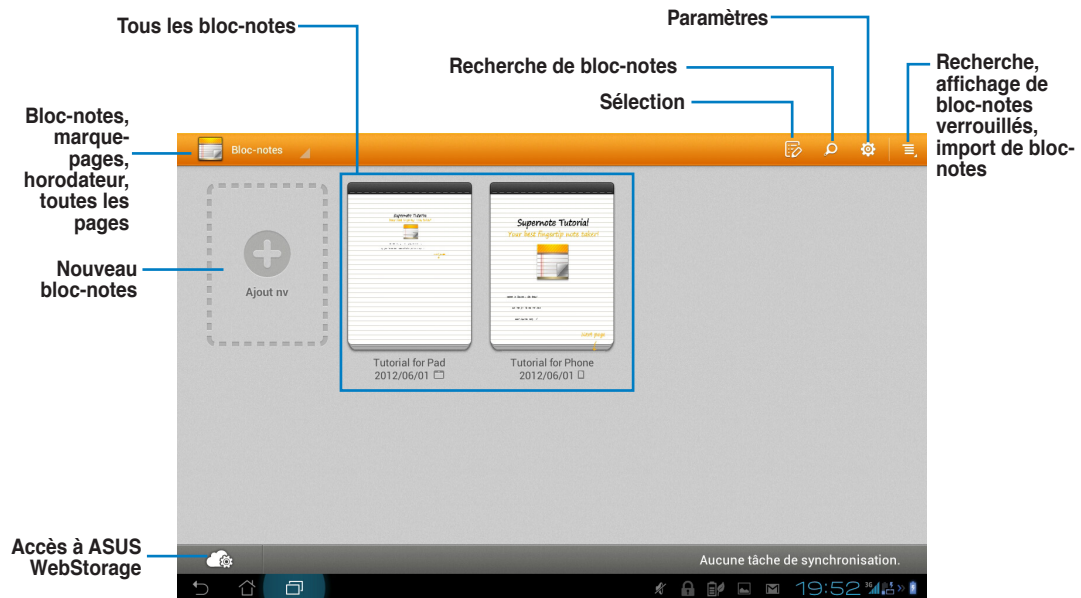 Tous les bloc-notes
Paramètres
Recherche de bloc-notes
Sélection
Recherche,
affichage de
bloc-notes
verrouillés,
import de bloc-
notes
Bloc-notes,
marque-
pages,
horodateur,
toutes les
pages
Bloc-notes
Supernote Tutorial
Supernote Tutorial
Your best fingertip note taker!
next page
Nouveau
bloc-notes
Ajout nv
Tutorial for Pad
2012/06/01
Tutorial for Phone
2012/06/01
Accès à ASUS
WebStorage
Aucune tâche de synchronisation.
19:52